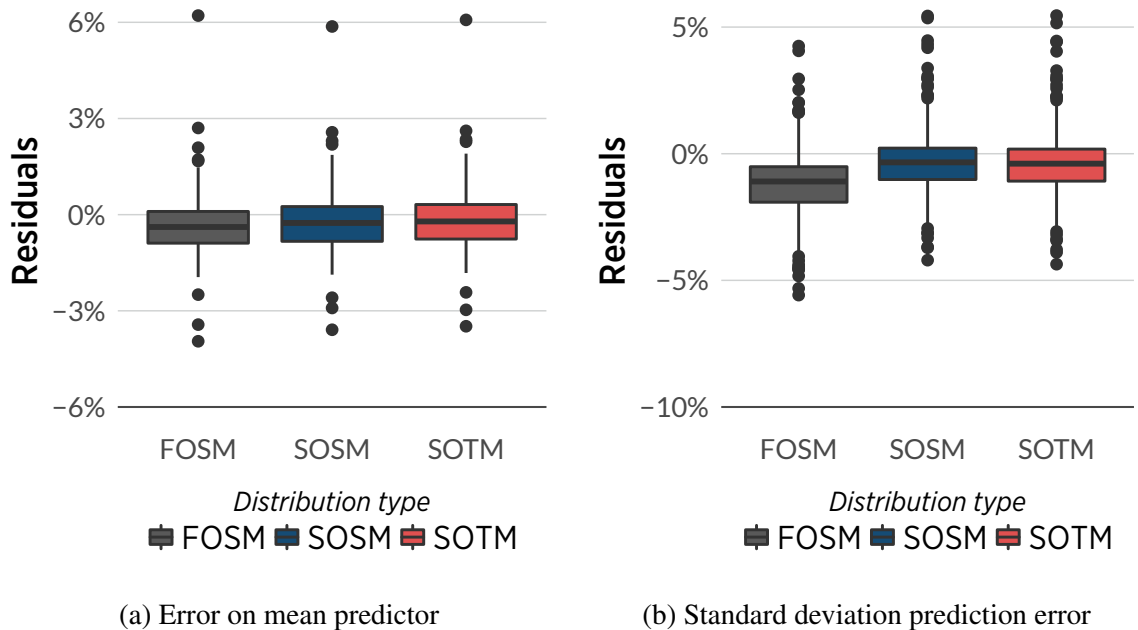 6%
3%
0%
−3%
−6%
Residuals
FOSM SOSM SOTM
Distribution type
FOSM SOSM SOTM
(a) Error on mean predictor
5%
0%
−5%
−10%
Residuals
FOSM SOSM SOTM
Distribution type
FOSM SOSM SOTM
(b) Standard deviation prediction error